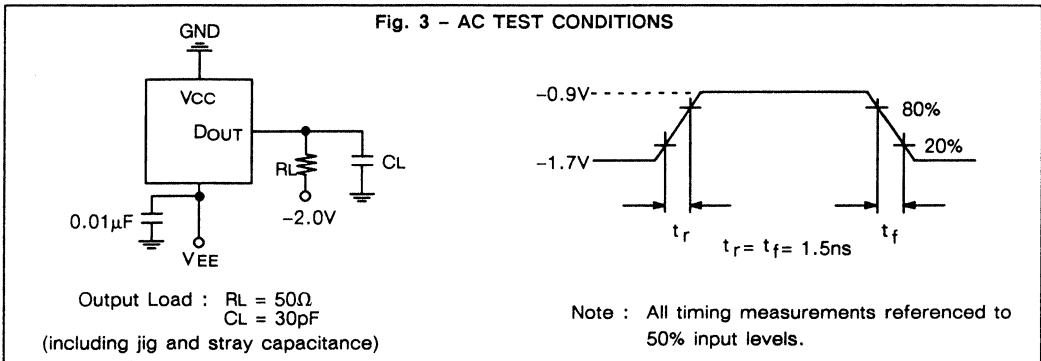 Fig. 3 – AC TEST CONDITIONS
GND
VCC
DOUT
RL
CL
–2.0V
0.01μF
VEE
Output Load : RL = 50Ω
CL = 30pF
(including jig and stray capacitance)
–0.9V
80%
20%
–1.7V
tr
tf
tr = tf = 1.5ns
Note : All timing measurements referenced to
50% input levels.